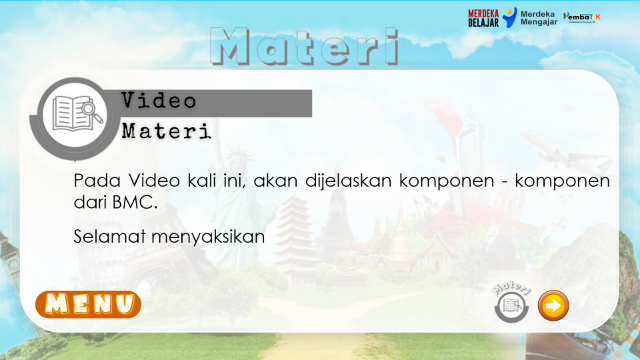 MERDEKA
BELAJAR
Merdeka
Mengajar
PembaTIK
Materi
Video
Materi
Pada Video kali ini, akan dijelaskan komponen - komponen
dari BMC.
Selamat menyaksikan
MENU
Materi